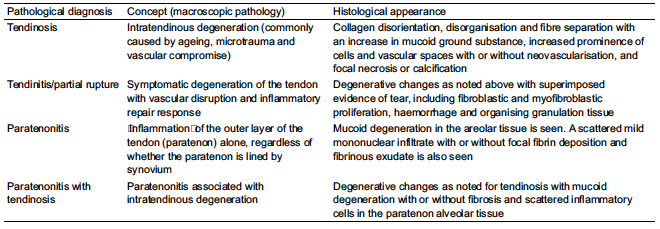 Pathological diagnosis Concept (macroscopic pathology) Histological appearance
Tendinosis Intratendinous degeneration (commonly Collagen disorientation, disorganisation and fibre separation with
caused by ageing, microtrauma and an increase in mucoid ground substance, increased prominence of
vascular compromise) cells and vascular spaces with or without neovascularisation, and
focal necrosis or calcification
Tendinitis/partial rupture Symptomatic degeneration of the tendon Degenerative changes as noted above with superimposed
with vascular disruption and inflammatory evidence of tear, including fibroblastic and myofibroblastic
repair response proliferation, haemorrhage and organising granulation tissue
Paratenonitis Inflammation of the outer layer of the Mucoid degeneration in the areolar tissue is seen. A scattered mild
tendon (paratenon) alone, regardless of mononuclear infiltrate with or without focal fibrin deposition and
whether the paratenon is lined by fibrinous exudate is also seen
synovium
Paratenonitis with Paratenonitis associated with Degenerative changes as noted for tendinosis with mucoid
tendinosis intratendinous degeneration degeneration with or without fibrosis and scattered inflammatory
cells in the paratenon alveolar tissue